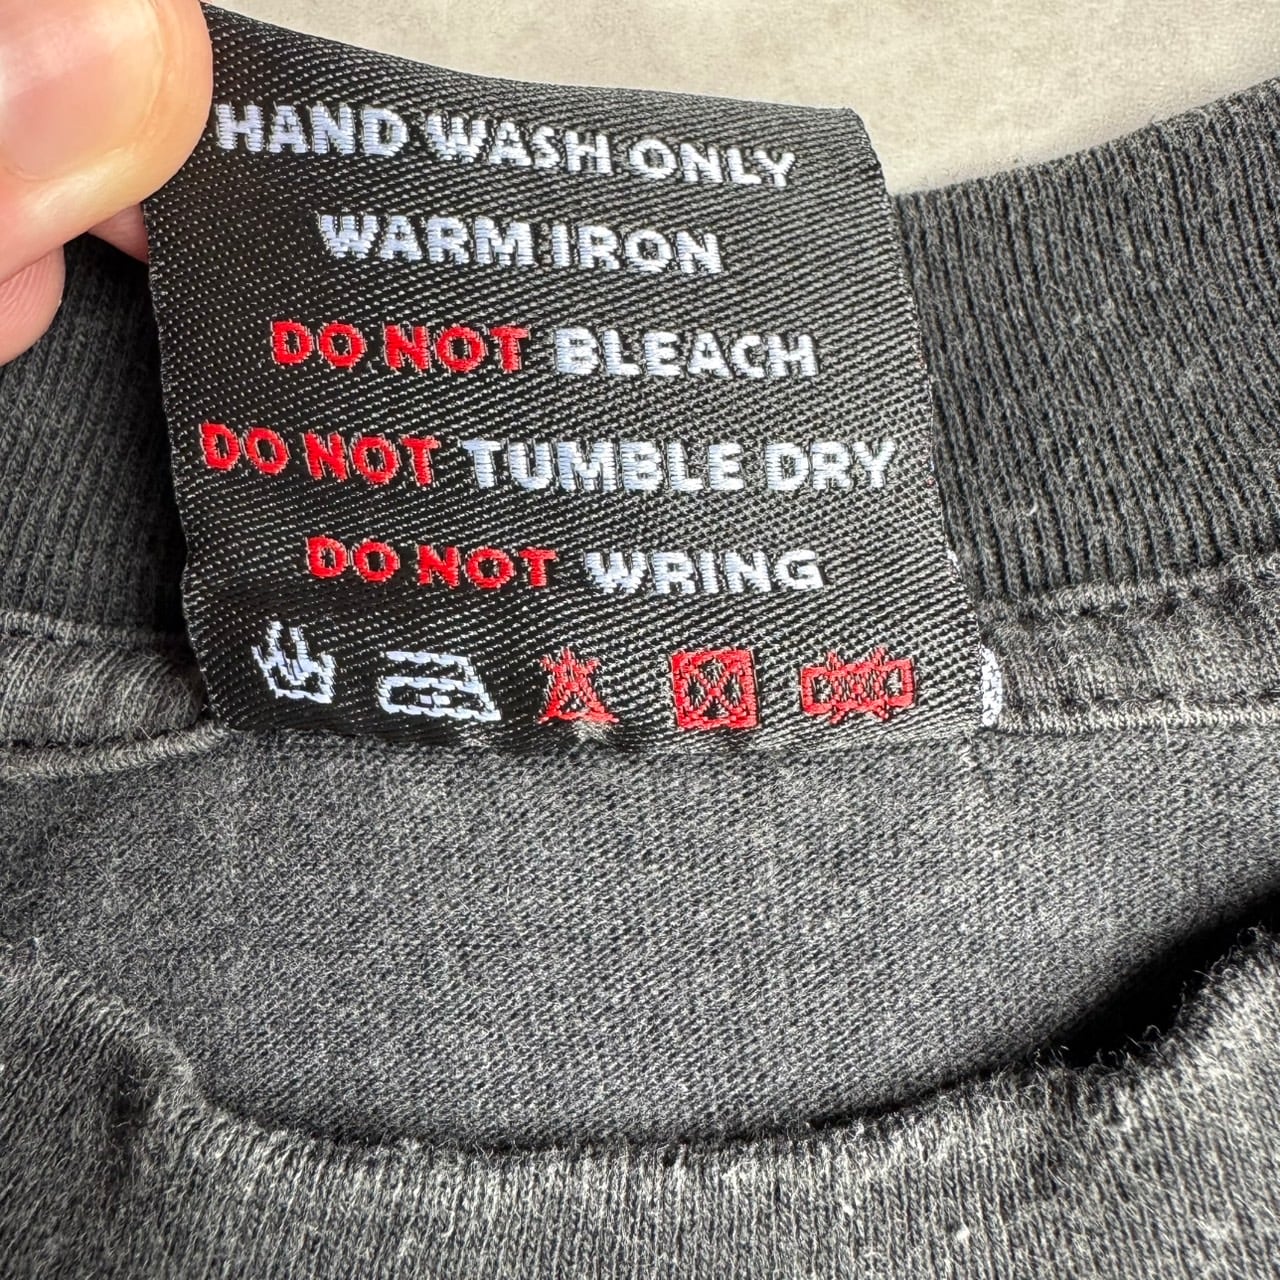 HAND WASH ONLY
WARM IRON
DO NOT BLEACH
DO NOT TUMBLE DRY
DO NOT WRING